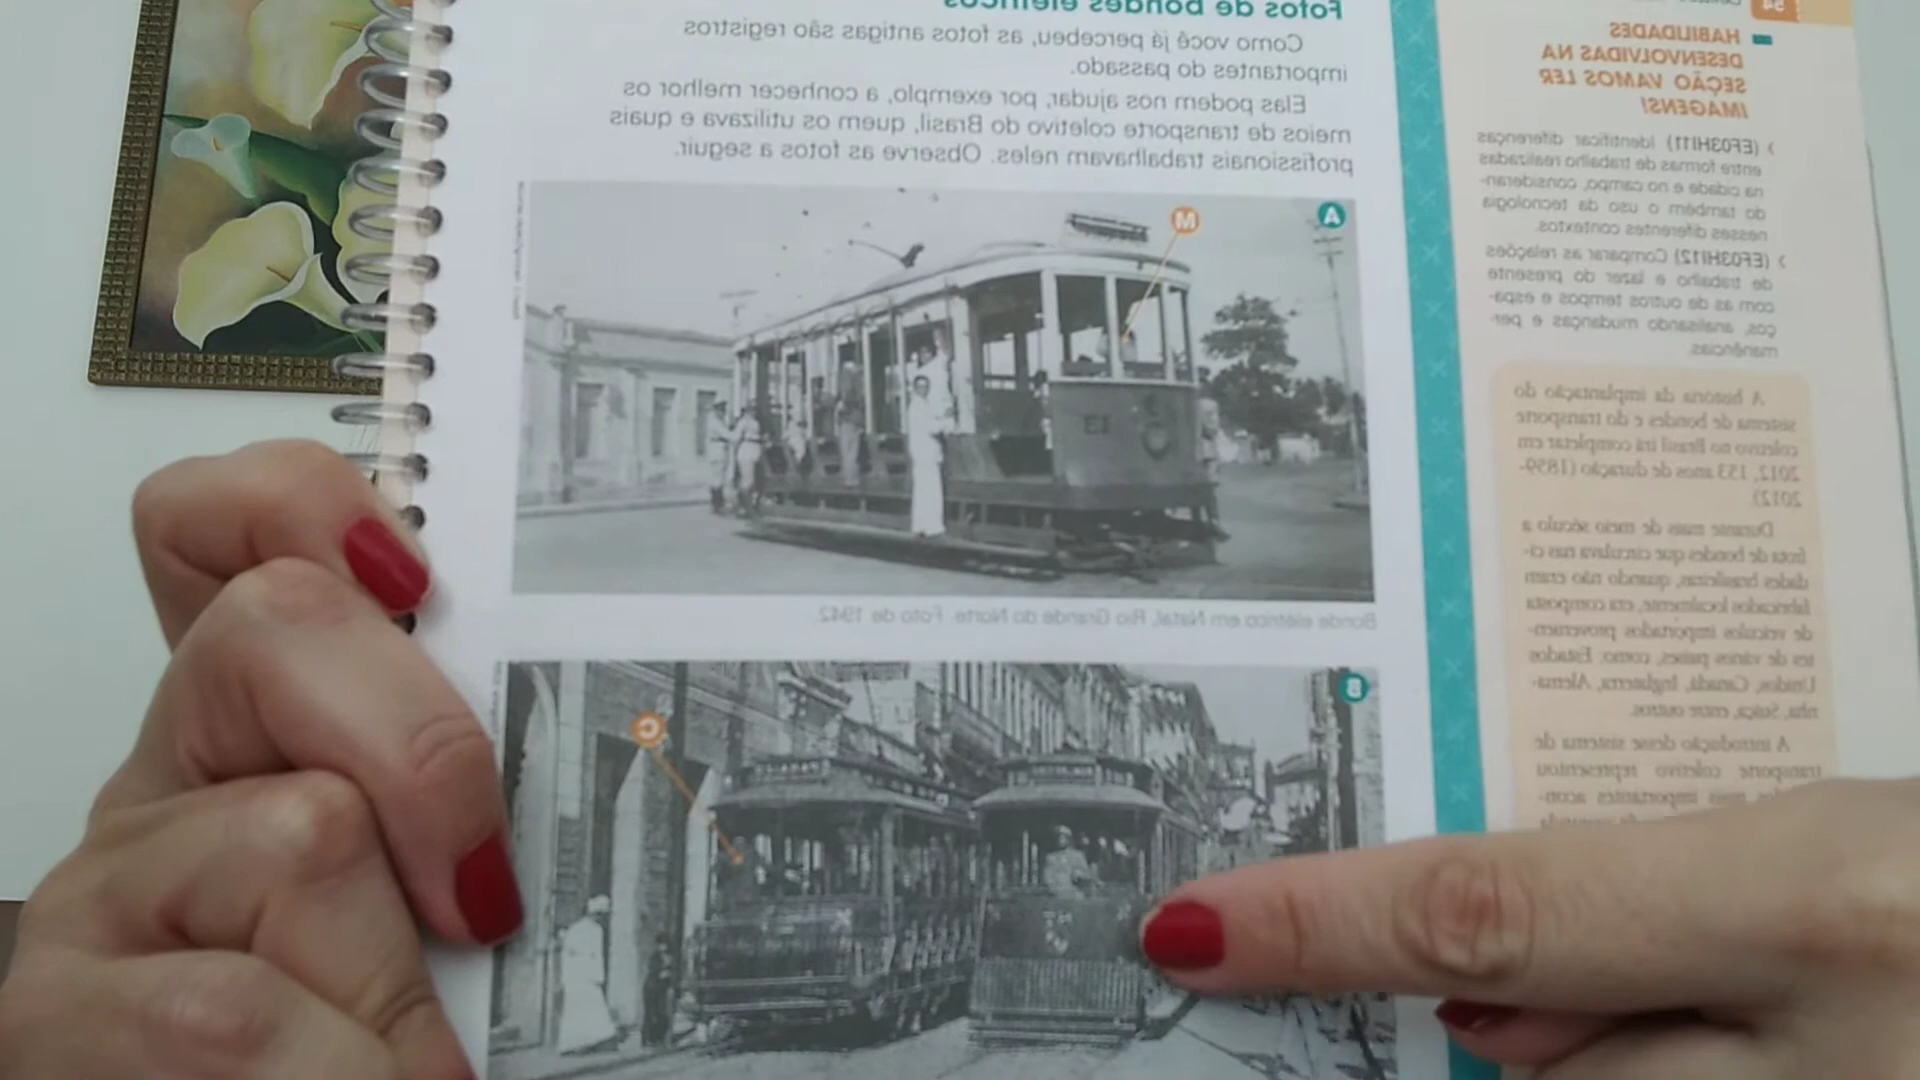 Fotos de bondes elétricos
Como você já percebeu, as fotos antigas são registros
importantes do passado.
Elas podem nos ajudar, por exemplo, a conhecer melhor os
meios de transporte coletivo do Brasil, quem os utilizava e quais
profissionais trabalhavam neles. Observe as fotos a seguir.
A
M
Bonde elétrico em Natal, Rio Grande do Norte. Foto de 1942.
B
C
54
HABILIDADES
DESENVOLVIDAS NA
SEÇÃO VAMOS LER
IMAGENS!
(EF03HI11) Identificar diferenças
entre formas de trabalho realizadas
na cidade e no campo, consideran-
do também o uso da tecnologia
nesses diferentes contextos.
(EF03HI12) Comparar as relações
de trabalho e lazer do presente
com as de outros tempos e espa-
ços, analisando mudanças e per-
manências.
A história da implantação do
sistema de bondes e do transporte
coletivo no Brasil irá completar em
2012, 153 anos de duração (1859-
2012).
Durante mais de meio século a
frota de bondes que circulava nas ci-
dades brasileiras, quando não eram
fabricados localmente, era composta
de veículos importados provenien-
tes de vários países, como: Estados
Unidos, Canadá, Inglaterra, Alema-
nha, Suíça, entre outros.
A introdução desse sistema de
transporte coletivo representou
mais importantes acon-